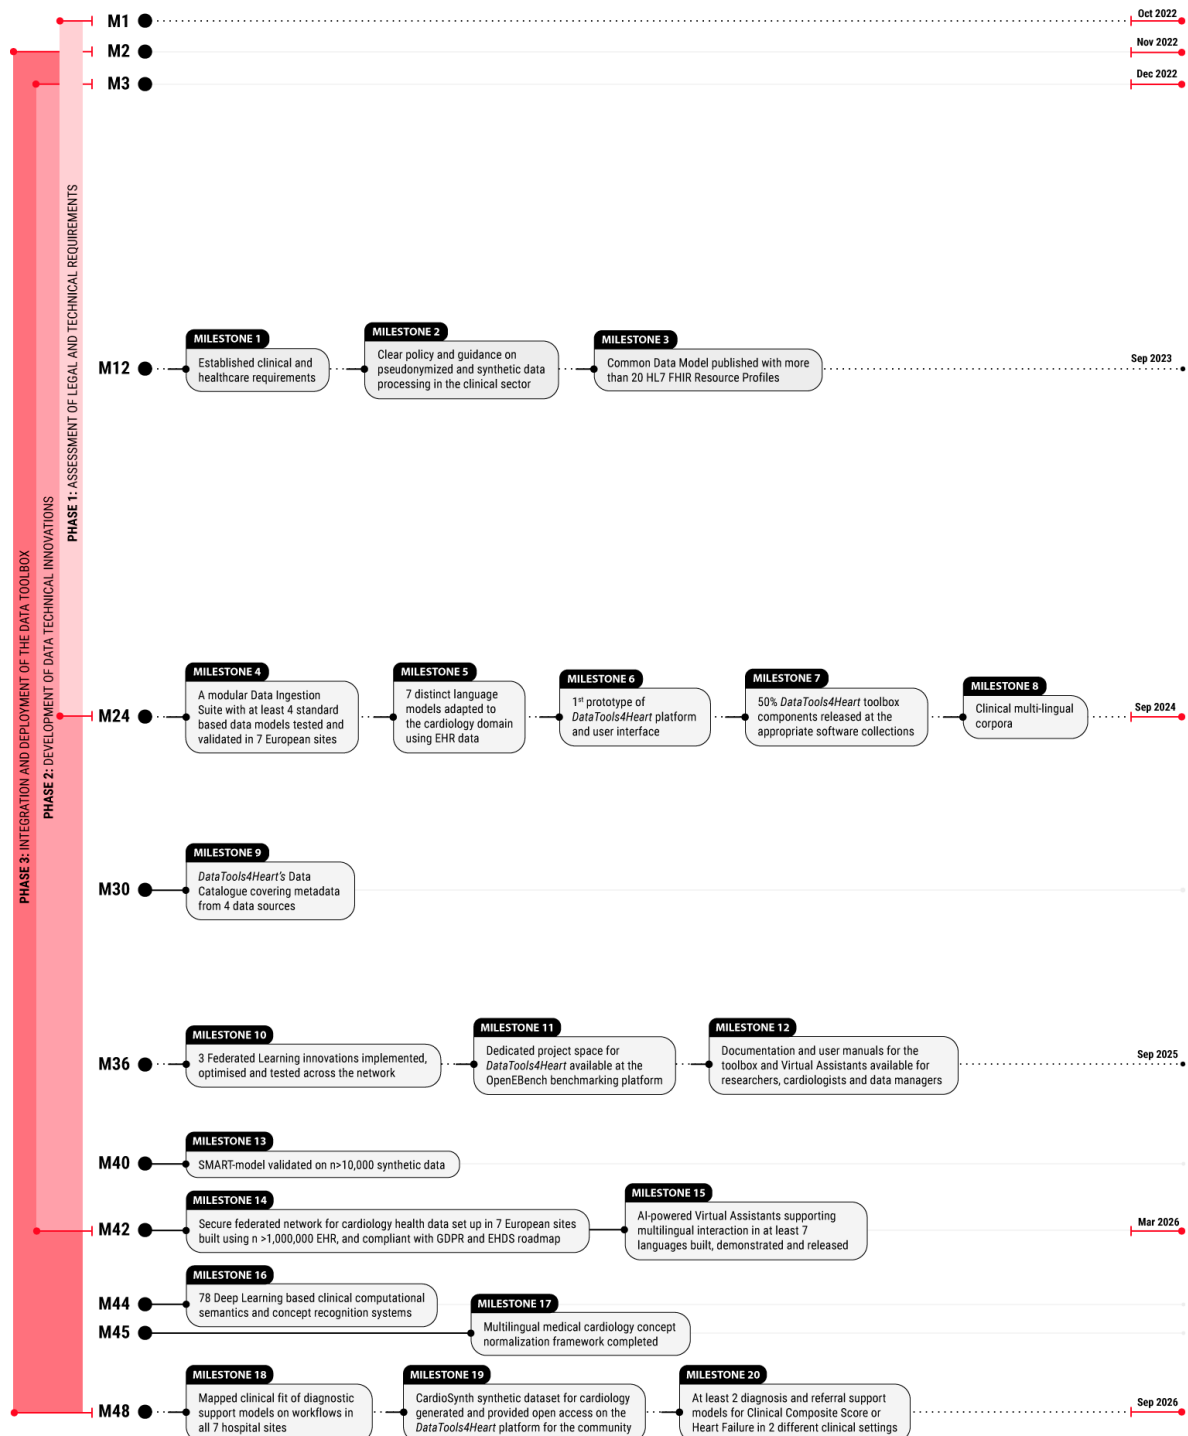 M1
Oct 2022
M2
Nov 2022
M3
Dec 2022
PHASE 1: ASSESSMENT OF LEGAL AND TECHNICAL REQUIREMENTS
PHASE 2: DEVELOPMENT OF DATA TECHNICAL INNOVATIONS
PHASE 3: INTEGRATION AND DEPLOYMENT OF THE DATA TOOLBOX
M12
MILESTONE 1
Established clinical and
healthcare requirements
MILESTONE 2
Clear policy and guidance on
pseudonymized and synthetic data
processing in the clinical sector
MILESTONE 3
Common Data Model published with more
than 20 HL7 FHIR Resource Profiles
Sep 2023
M24
MILESTONE 4
A modular Data Ingestion
Suite with at least 4 standard
based data models tested and
validated in 7 European sites
MILESTONE 5
7 distinct language
models adapted to
the cardiology domain
using EHR data
MILESTONE 6
1st prototype of
DataTools4Heart platform
and user interface
MILESTONE 7
50% DataTools4Heart toolbox
components released at the
appropriate software collections
MILESTONE 8
Clinical multi-lingual
corpora
Sep 2024
M30
MILESTONE 9
DataTools4Heart's Data
Catalogue covering metadata
from 4 data sources
M36
MILESTONE 10
3 Federated Learning innovations implemented,
optimised and tested across the network
MILESTONE 11
Dedicated project space for
DataTools4Heart available at the
OpenEBench benchmarking platform
MILESTONE 12
Documentation and user manuals for the
toolbox and Virtual Assistants available for
researchers, cardiologists and data managers
Sep 2025
M40
MILESTONE 13
SMART-model validated on n>10,000 synthetic data
M42
MILESTONE 14
Secure federated network for cardiology health data set up in 7 European sites
built using n >1,000,000 EHR, and compliant with GDPR and EHDS roadmap
MILESTONE 15
AI-powered Virtual Assistants supporting
multilingual interaction in at least 7
languages built, demonstrated and released
Mar 2026
M44
MILESTONE 16
78 Deep Learning based clinical computational
semantics and concept recognition systems
M45
MILESTONE 17
Multilingual medical cardiology concept
normalization framework completed
M48
MILESTONE 18
Mapped clinical fit of diagnostic
support models on workflows in
all 7 hospital sites
MILESTONE 19
CardioSynth synthetic dataset for cardiology
generated and provided open access on the
DataTools4Heart platform for the community
MILESTONE 20
At least 2 diagnosis and referral support
models for Clinical Composite Score or
Heart Failure in 2 different clinical settings
Sep 2026